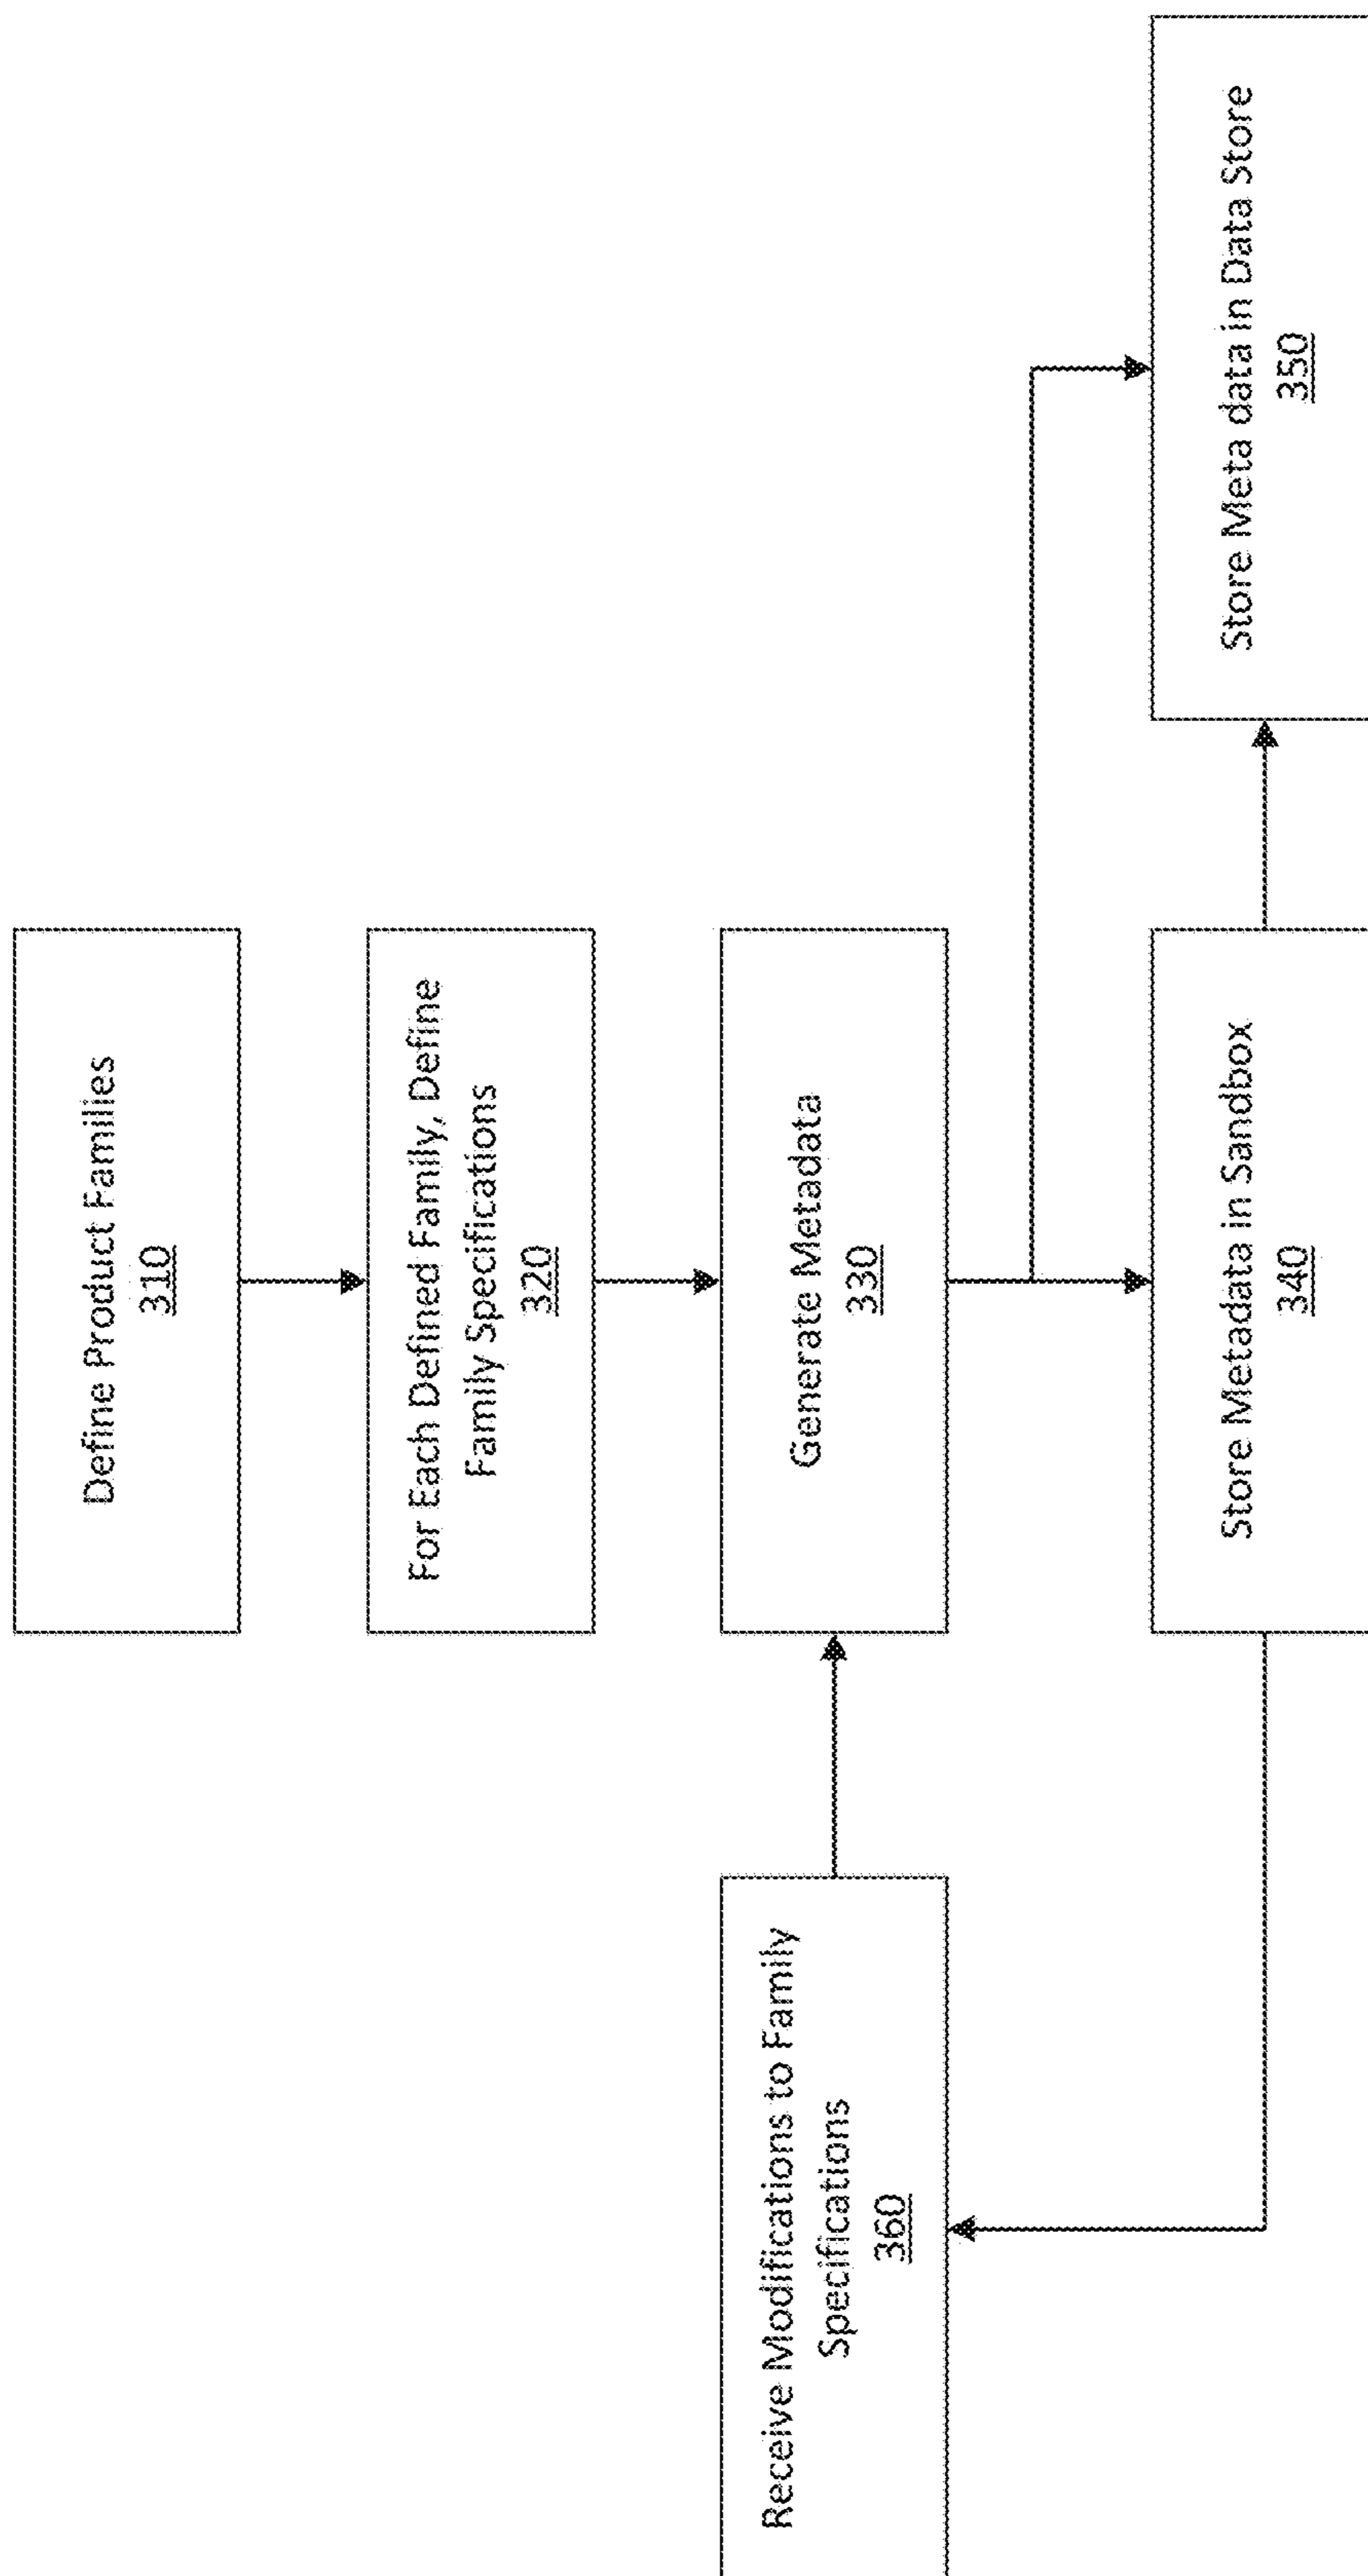 Define Product Families
310
For Each Defined Family, Define
Family Specifications
320
Receive Modifications to Family
Specifications
360
Generate Metadata
330
Store Metadata in Sandbox
340
Store Meta data in Data Store
350